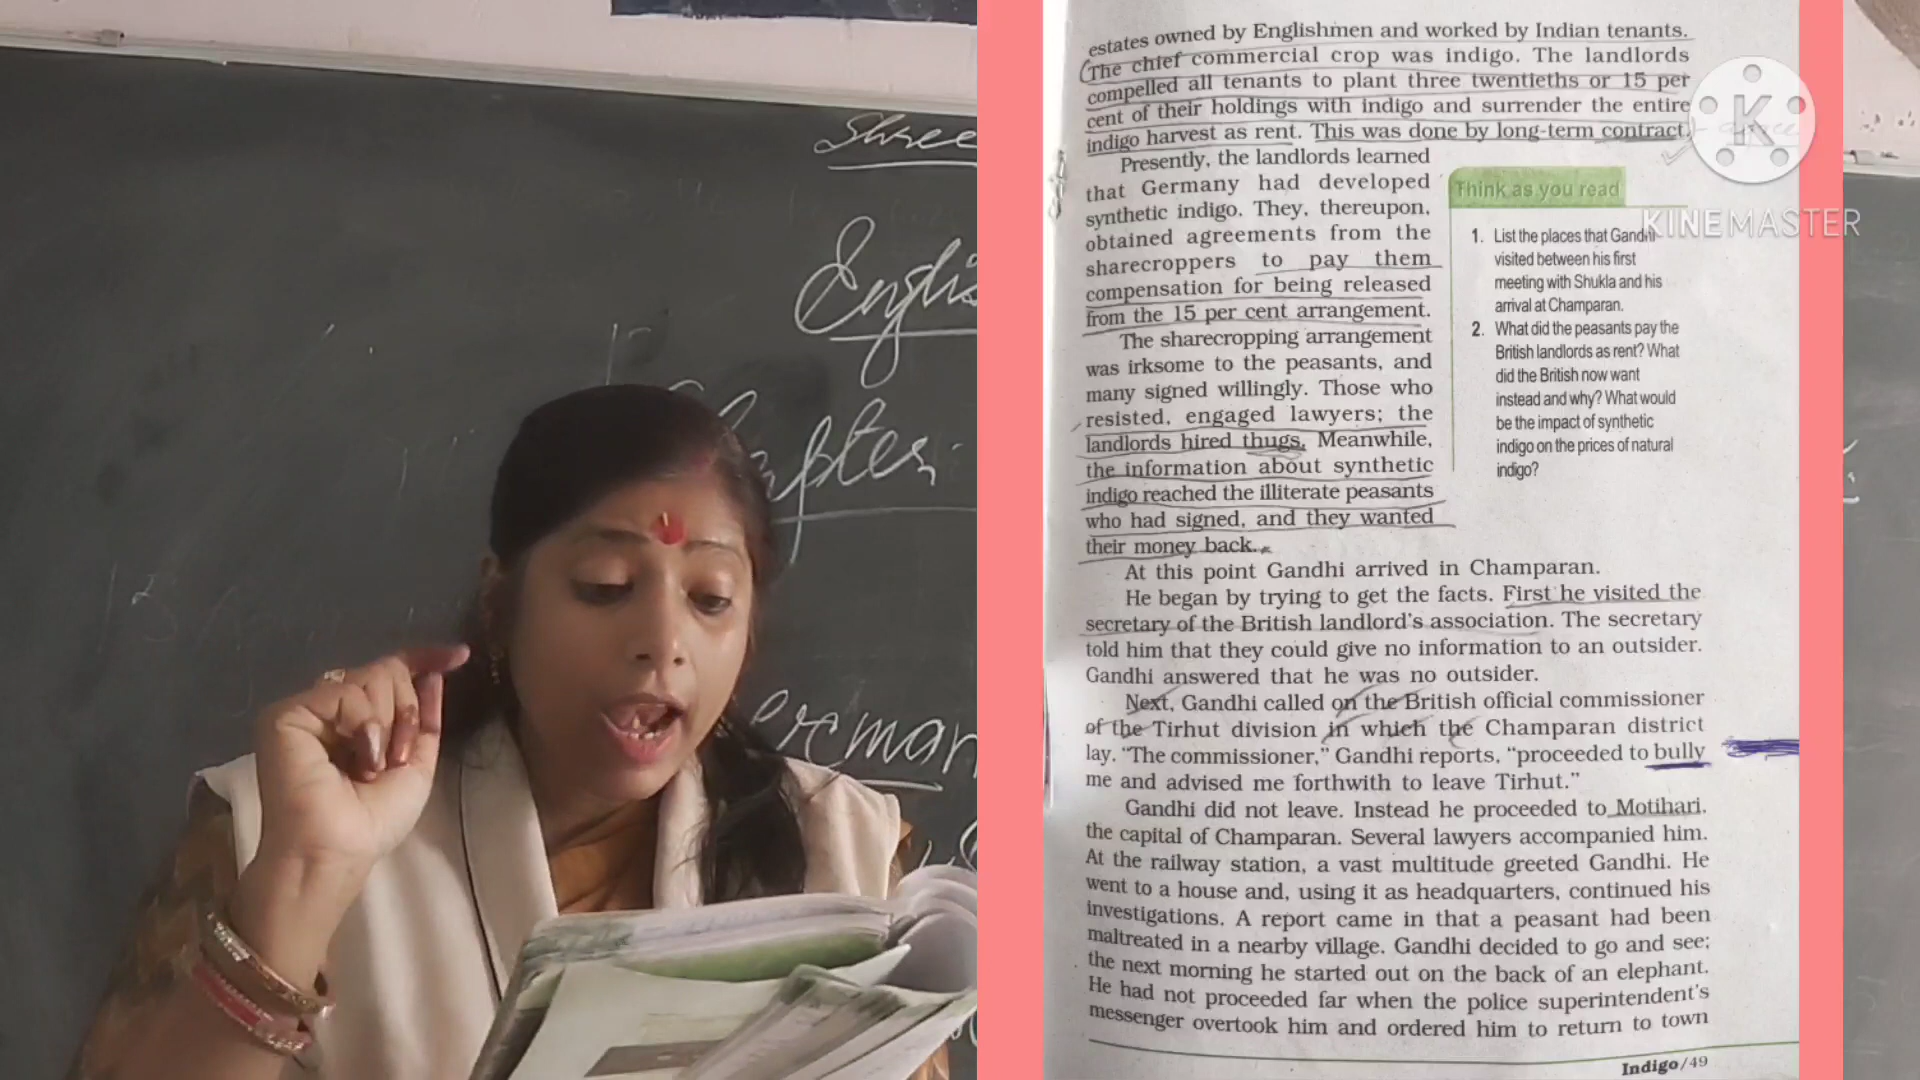 Shree
Englis
Chapter
estates owned by Englishmen and worked by Indian tenants.
The chief commercial crop was indigo. The landlords
compelled all tenants to plant three twentieths or 15 per
cent of their holdings with indigo and surrender the entire
indigo harvest as rent. This was done by long-term contract.
Presently, the landlords learned
that Germany had developed
synthetic indigo. They, thereupon,
obtained agreements from the
sharecroppers to pay them
compensation for being released
from the 15 per cent arrangement.
The sharecropping arrangement
was irksome to the peasants, and
many signed willingly. Those who
resisted, engaged lawyers; the
landlords hired thugs. Meanwhile,
the information about synthetic
indigo reached the illiterate peasants
who had signed, and they wanted
their money back.
K
KINEMASTER
Think as you read
1. List the places that Gandhi
visited between his first
meeting with Shukla and his
arrival at Champaran.
2. What did the peasants pay the
British landlords as rent? What
did the British now want
instead and why? What would
be the impact of synthetic
indigo on the prices of natural
indigo?
At this point Gandhi arrived in Champaran.
He began by trying to get the facts. First he visited the
secretary of the British landlord's association. The secretary
told him that they could give no information to an outsider.
Gandhi answered that he was no outsider.
Next, Gandhi called on the British official commissioner
of the Tirhut division in which the Champaran district
lay. “The commissioner,” Gandhi reports, “proceeded to bully
me and advised me forthwith to leave Tirhut.”
Gandhi did not leave. Instead he proceeded to Motihari,
the capital of Champaran. Several lawyers accompanied him.
At the railway station, a vast multitude greeted Gandhi. He
went to a house and, using it as headquarters, continued his
investigations. A report came in that a peasant had been
maltreated in a nearby village. Gandhi decided to go and see;
the next morning he started out on the back of an elephant.
He had not proceeded far when the police superintendent's
messenger overtook him and ordered him to return to town
Indigo/49